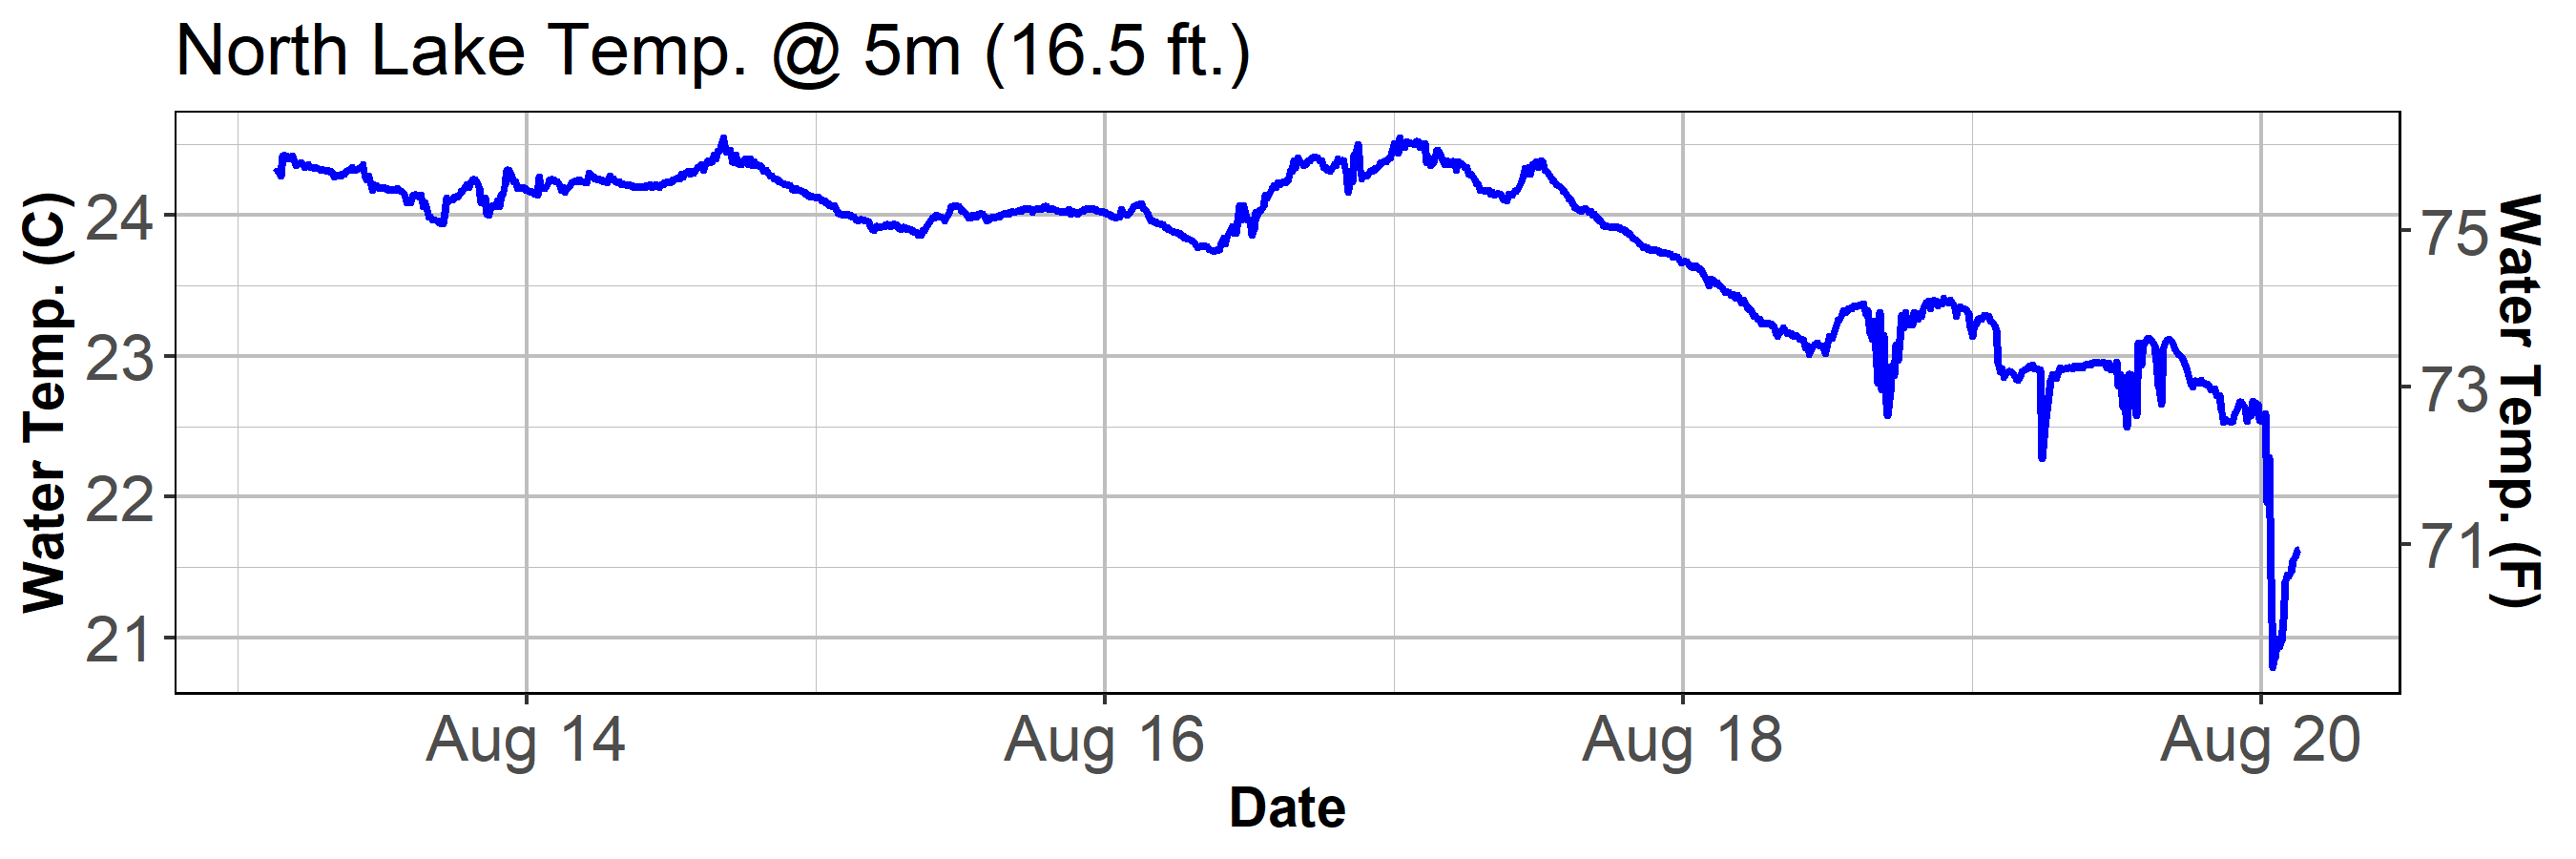 North Lake Temp. @ 5m (16.5 ft.)
Water Temp. (C)
24
23
22
21
75
73
71
Water Temp. (F)
Aug 14
Aug 16
Aug 18
Aug 20
Date